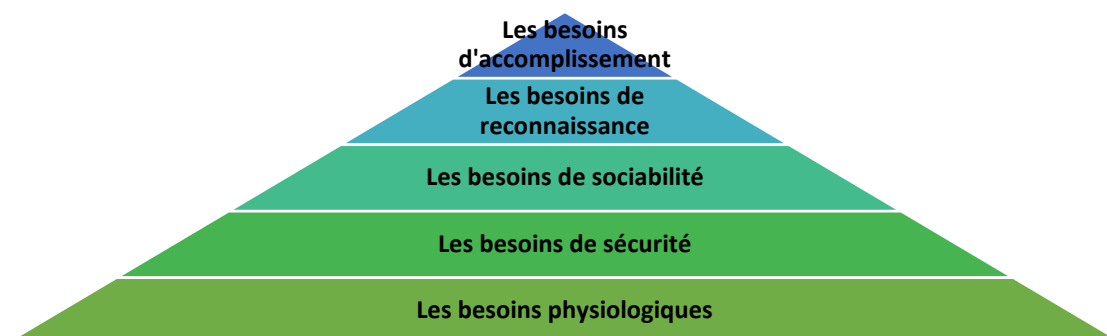 Les besoins
d'accomplissement
Les besoins de
reconnaissance
Les besoins de sociabilité
Les besoins de sécurité
Les besoins physiologiques